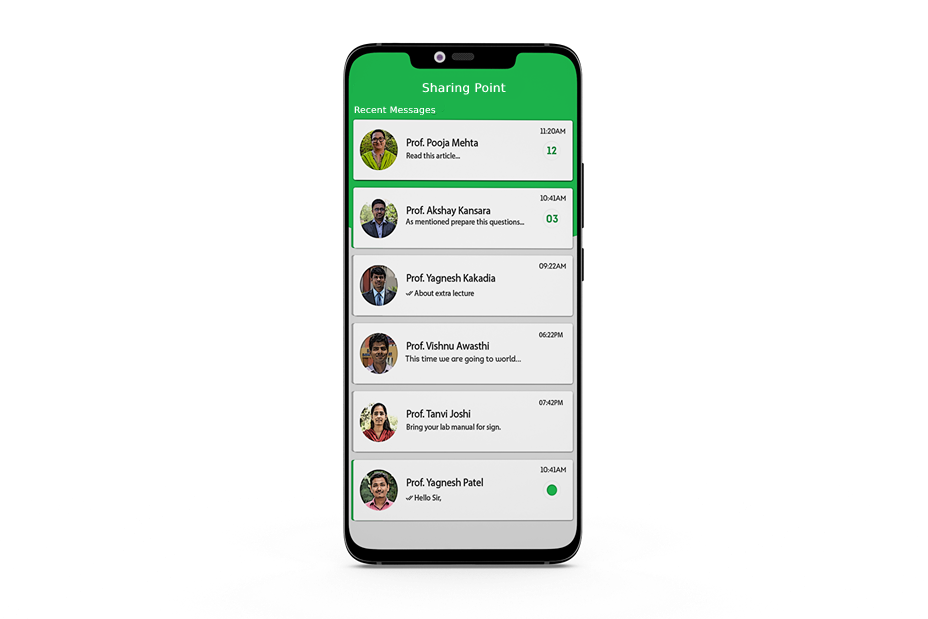 Sharing Point
Recent Messages
11:20AM
Prof. Pooja Mehta
12
Read this article...
10:41AM
Prof. Akshay Kansara
03
As mentioned prepare this questions...
09:22AM
Prof. Yagnesh Kakadia
About extra lecture
06:22PM
Prof. Vishnu Awasthi
This time we are going to world...
07:42PM
Prof. Tanvi Joshi
Bring your lab manual for sign.
10:41AM
Prof. Yagnesh Patel
Hello Sir,